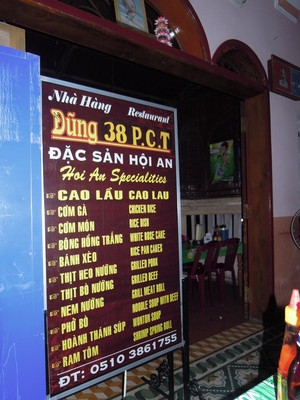 Nhà Hàng Restaurant
Dũng 38 P.C.T
ĐẶC SẢN HỘI AN
Hoi An Specialities
☞ CAO LẦU CAO LAU
☞ CƠM GÀ CHICKEN RICE
☞ CƠM MÓN RICE DISH
☞ BÔNG HỒNG TRẮNG WHITE ROSE CAKE
☞ BÁNH XÈO RICE PAN CAKES
☞ THỊT HEO NƯỚNG GRILLED PORK
☞ THỊT BÒ NƯỚNG GRILLED BEEF
☞ NEM NƯỚNG GRILL MEAT ROLL
☞ PHỞ BÒ NOODLE SOUP WITH BEEF
☞ HOÀNH THÁNH SÚP WONTON SOUP
☞ RAM TÔM SHRIMP SPRING ROLL
ĐT: 0510 3861755